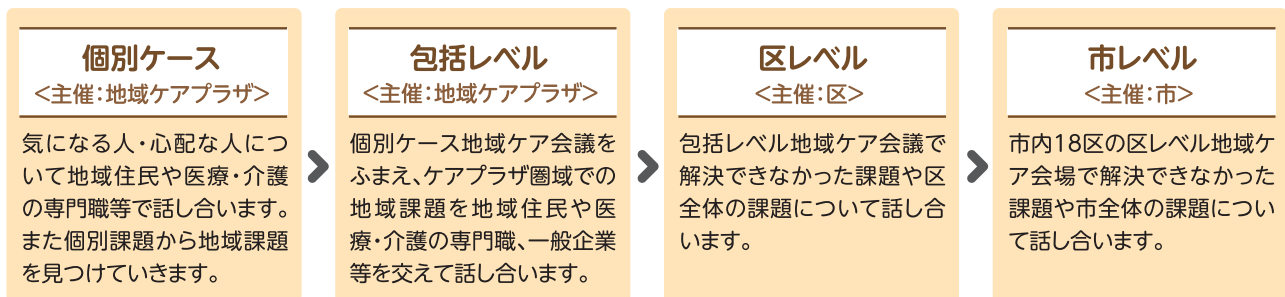 個別ケース
<主催:地域ケアプラザ>
気になる人・心配な人につ
いて地域住民や医療・介護
の専門職等で話し合います。
また個別課題から地域課題
を見つけていきます。
包括レベル
<主催:地域ケアプラザ>
個別ケース地域ケア会議を
ふまえ、ケアプラザ圏域での
地域課題を地域住民や医
療・介護の専門職、一般企業
等を交えて話し合います。
区レベル
<主催:区>
包括レベル地域ケア会議で
解決できなかった課題や区
全体の課題について話し合
います。
市レベル
<主催:市>
市内18区の区レベル地域ケ
ア会場で解決できなかった
課題や市全体の課題につい
て話し合います。